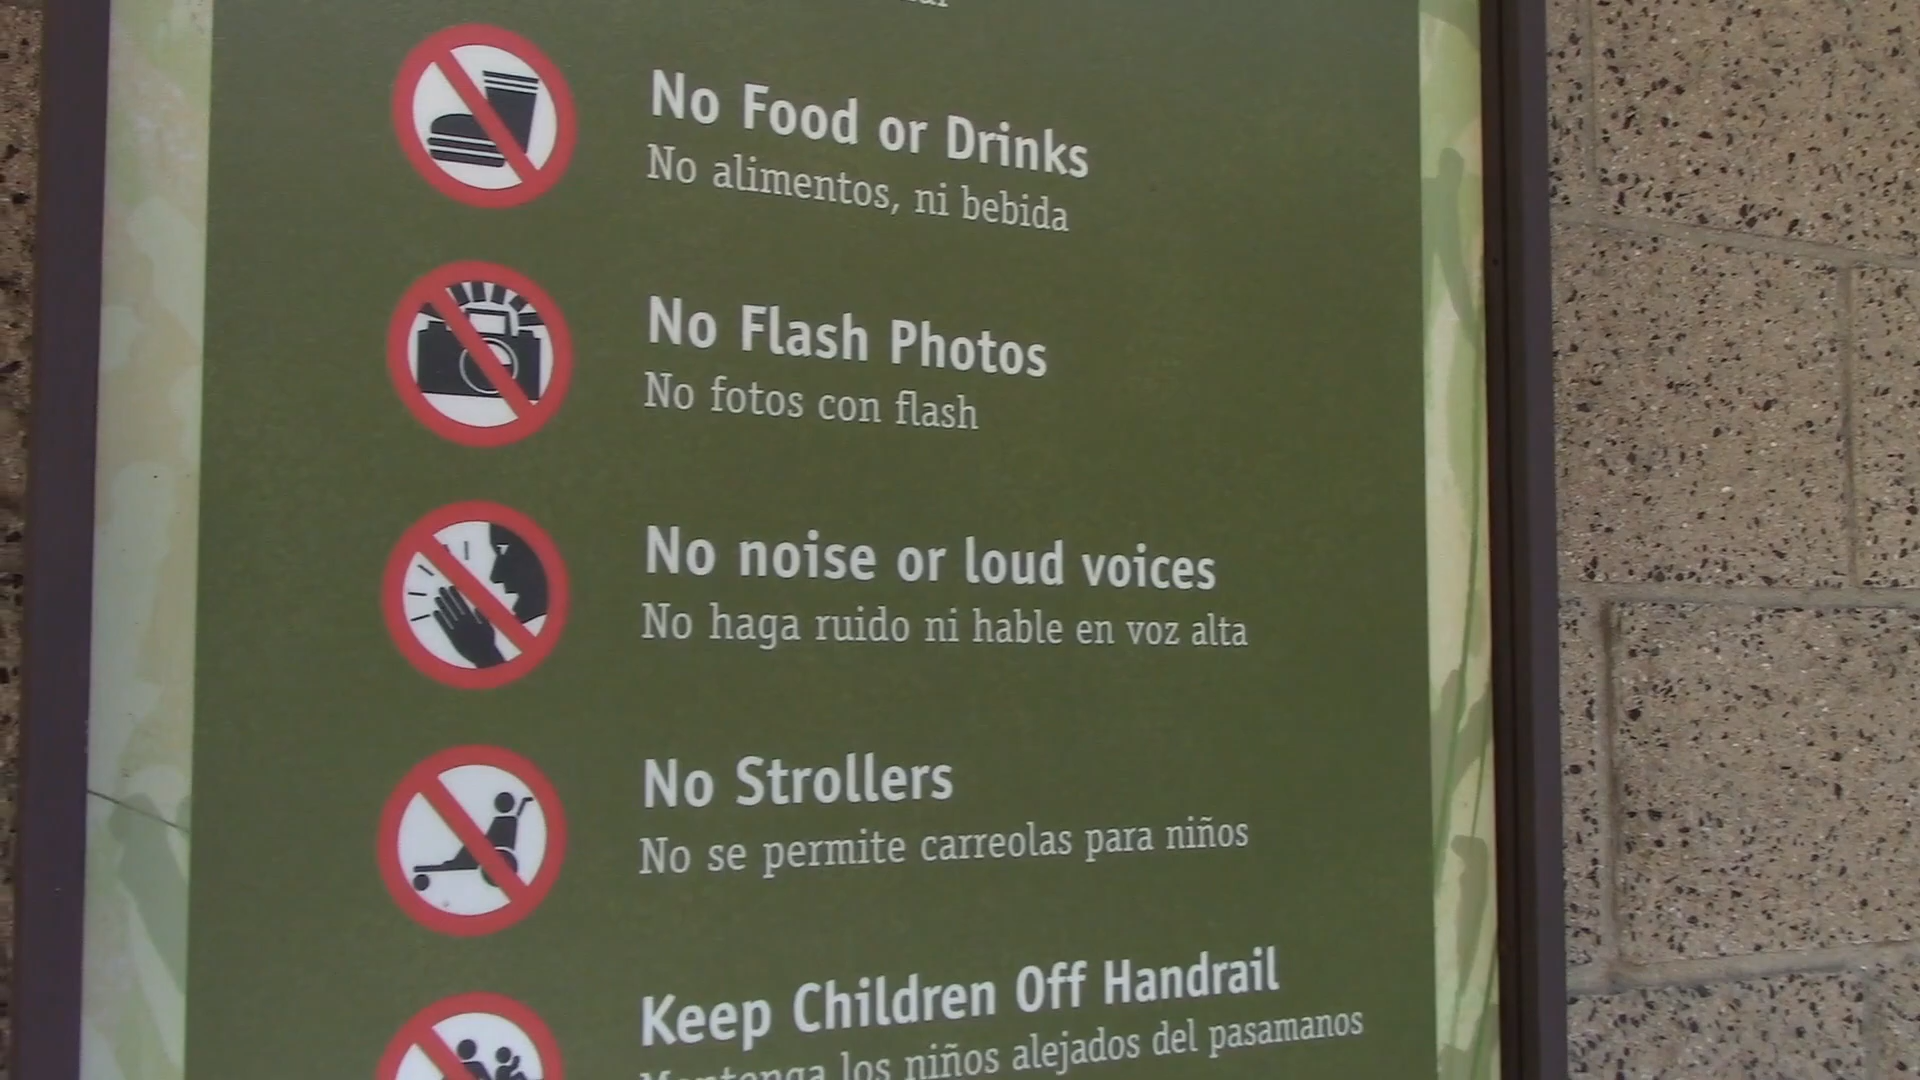 No Food or Drinks
No alimentos, ni bebida
No Flash Photos
No fotos con flash
No noise or loud voices
No haga ruido ni hable en voz alta
No Strollers
No se permite carreolas para niños
Keep Children Off Handrail
Mantenga los niños alejados del pasamanos